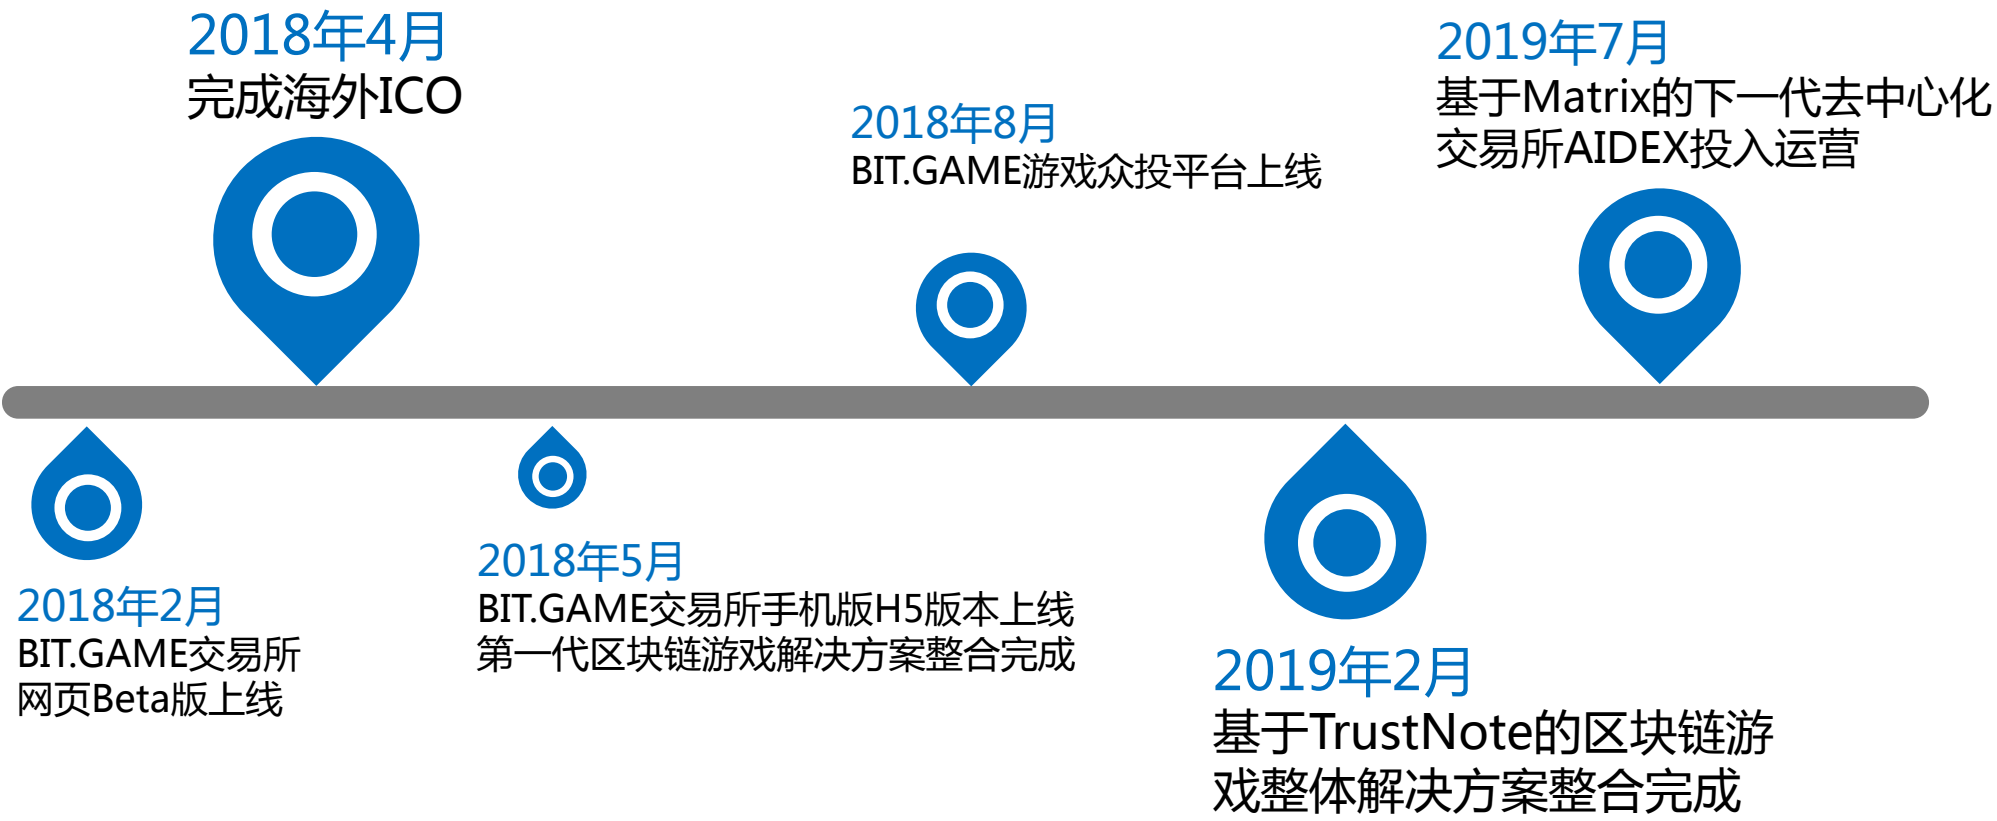 2018年4月
完成海外ICO
2018年8月
BIT.GAME游戏众投平台上线
2019年7月
基于Matrix的下一代去中心化
交易所AIDEX投入运营
2018年2月
BIT.GAME交易所
网页Beta版上线
2018年5月
BIT.GAME交易所手机版H5版本上线
第一代区块链游戏解决方案整合完成
2019年2月
基于TrustNote的区块链游
戏整体解决方案整合完成